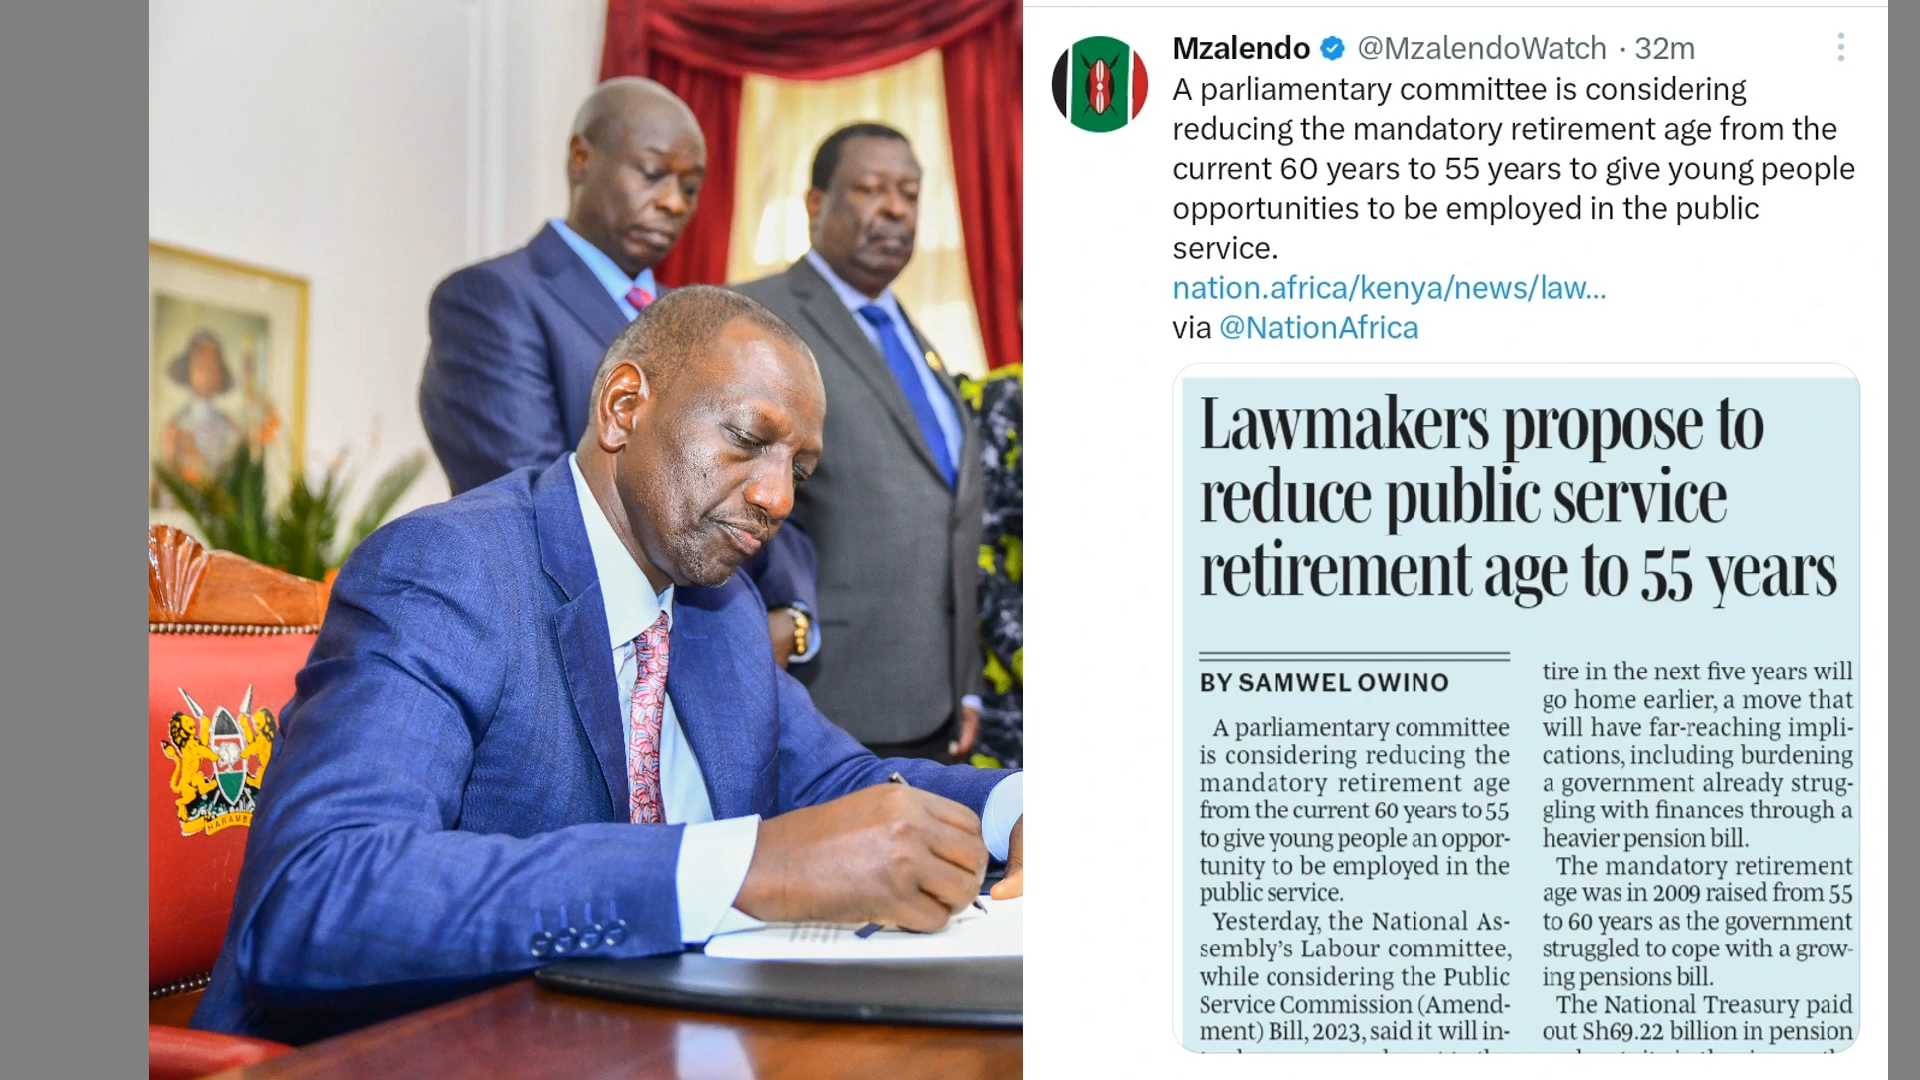 HARAMBEE
Mzalendo @MzalendoWatch · 32m
A parliamentary committee is considering
reducing the mandatory retirement age from the
current 60 years to 55 years to give young people
opportunities to be employed in the public
service.
nation.africa/kenya/news/law...
via @NationAfrica
Lawmakers propose to
reduce public service
retirement age to 55 years
BY SAMWEL OWINO
A parliamentary committee
is considering reducing the
mandatory retirement age
from the current 60 years to 55
to give young people an oppor-
tunity to be employed in the
public service.
Yesterday, the National As-
sembly's Labour committee,
while considering the Public
Service Commission (Amend-
ment) Bill, 2023, said it will in-
tire in the next five years will
go home earlier, a move that
will have far-reaching impli-
cations, including burdening
a government already strug-
gling with finances through a
heavier pension bill.
The mandatory retirement
age was in 2009 raised from 55
to 60 years as the government
struggled to cope with a grow-
ing pensions bill.
The National Treasury paid
out Sh69.22 billion in pension